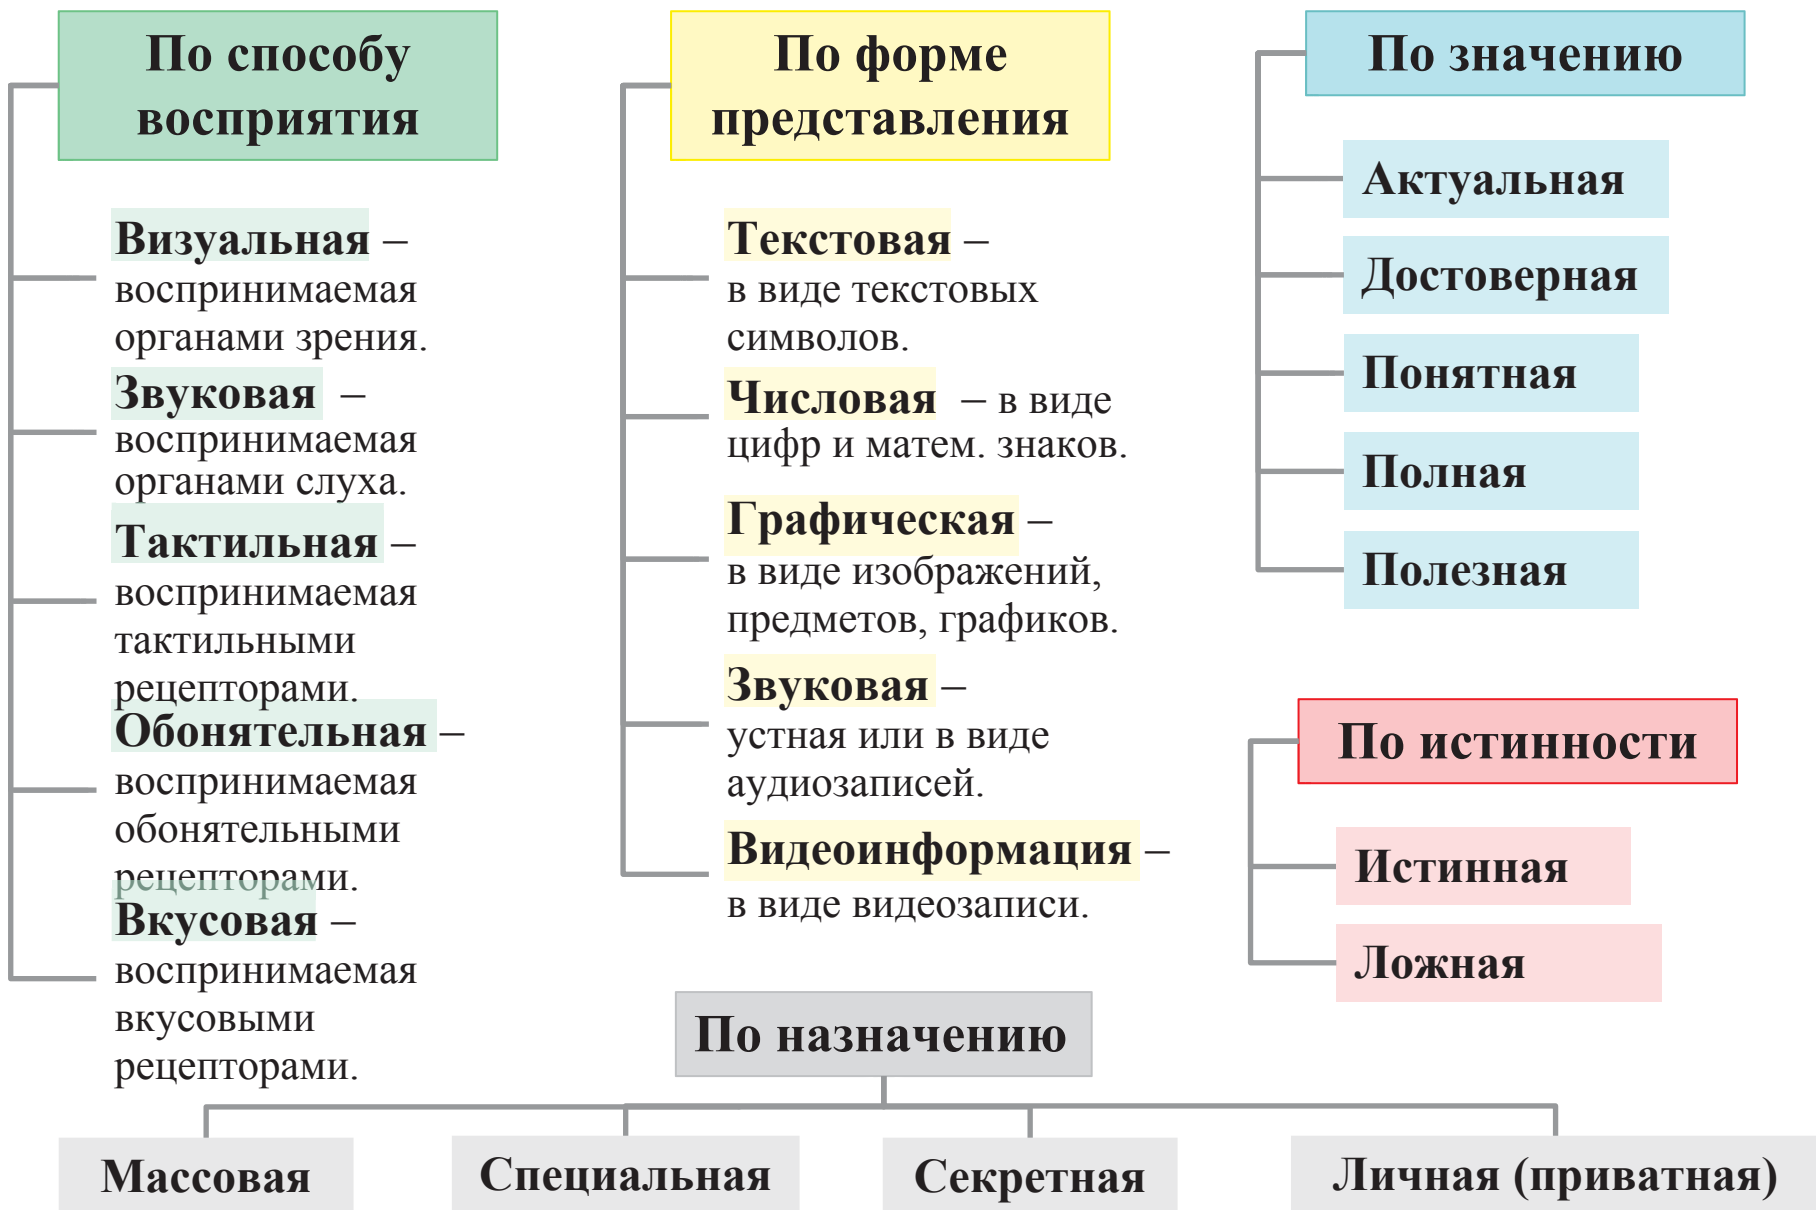 По способу
восприятия
Визуальная –
воспринимаемая
органами зрения.
Звуковая –
воспринимаемая
органами слуха.
Тактильная –
воспринимаемая
тактильными
рецепторами.
Обонятельная –
воспринимаемая
обонятельными
рецепторами.
Вкусовая –
воспринимаемая
вкусовыми
рецепторами.
По форме
представления
Текстовая –
в виде текстовых
символов.
Числовая – в виде
цифр и матем. знаков.
Графическая –
в виде изображений,
предметов, графиков.
Звуковая –
устная или в виде
аудиозаписей.
Видеоинформация –
в виде видеозаписи.
По значению
Актуальная
Достоверная
Понятная
Полная
Полезная
По истинности
Истинная
Ложная
По назначению
Массовая
Специальная
Секретная
Личная (приватная)